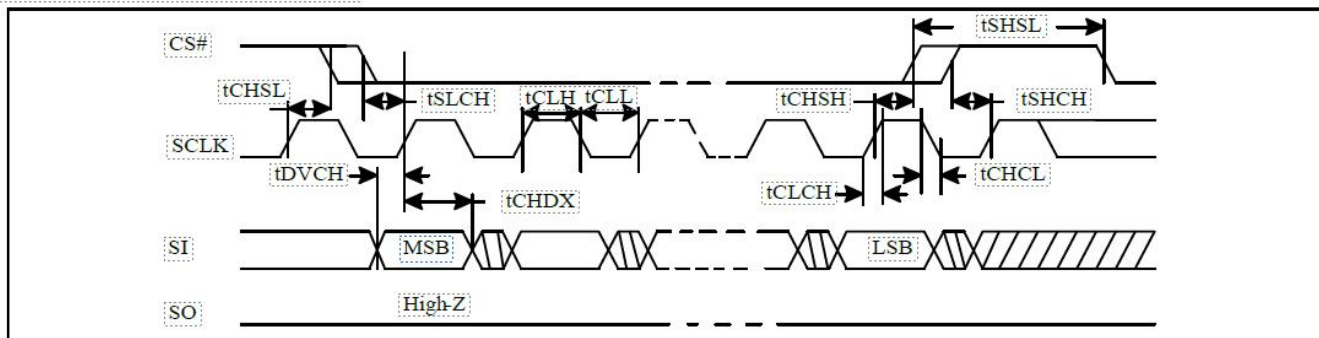 tSHSL
CS#
tCHSL
tSLCH
tCLH
tCLL
tCHSH
tSHCH
SCLK
tDVCH
tCHDX
tCLCH
tCHCL
SI
MSB
LSB
High-Z
SO